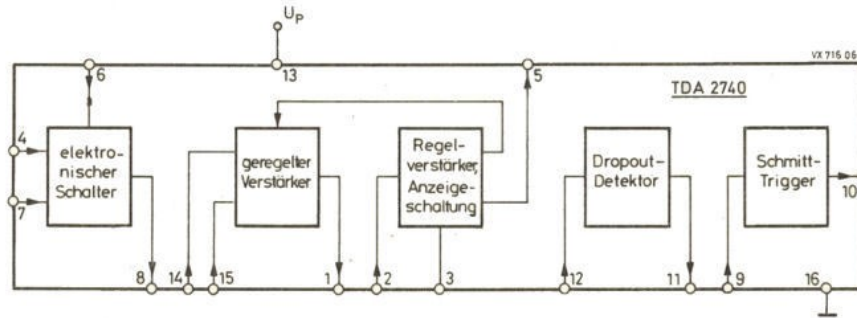 Up
VX 715 06
6
13
5
TDA 2740
4
elektro-
nischer
Schalter
7
geregelter
Verstärker
Regel-
verstärker,
Anzeige-
schaltung
Dropout-
Detektor
Schmitt-
Trigger
10
8
14
15
1
2
3
12
11
9
16